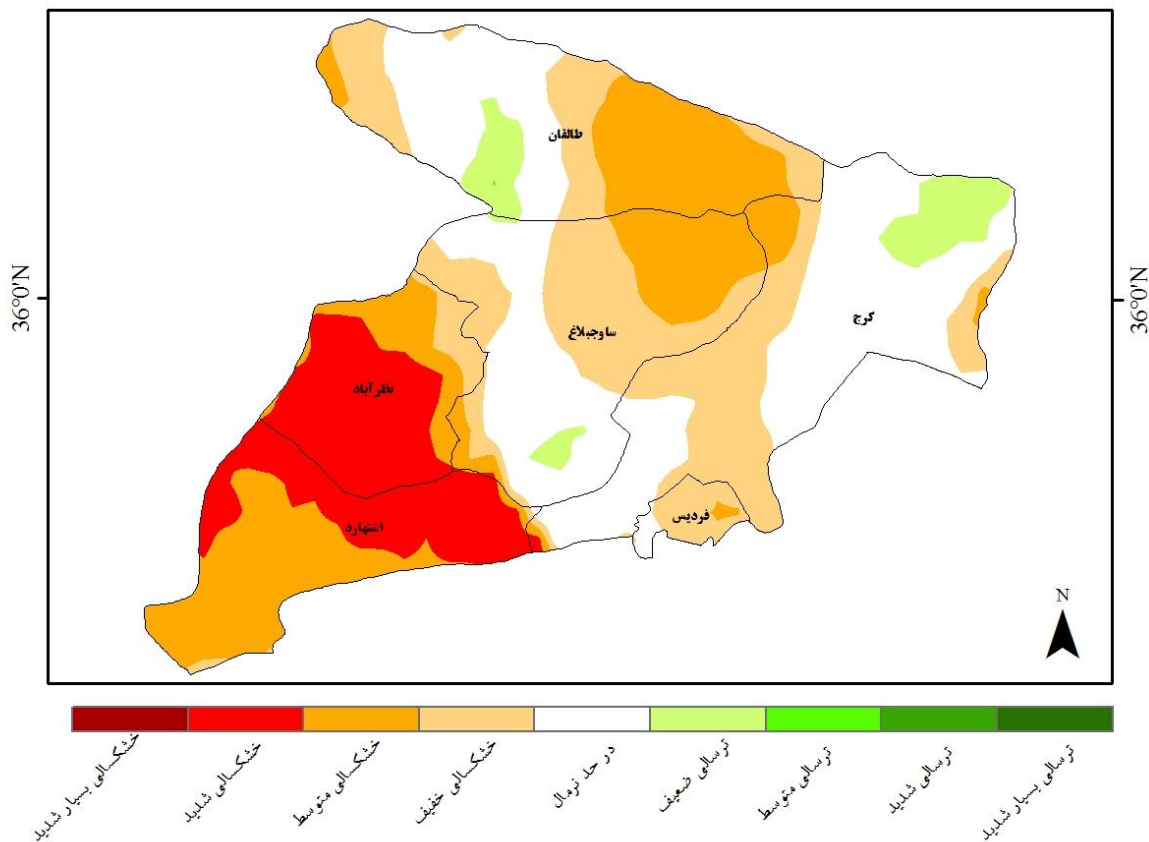 طالقان
36°0'N
36°0'N
ساوجبلاغ
کرج
نظرآباد
فردیس
اشتهارد
N
خشکسالی بسیار شدید
خشکسالی شدید
خشکسالی متوسط
خشکسالی خفیف
در حد نرمال
ترسالی ضعیف
ترسالی متوسط
ترسالی شدید
ترسالی بسیار شدید